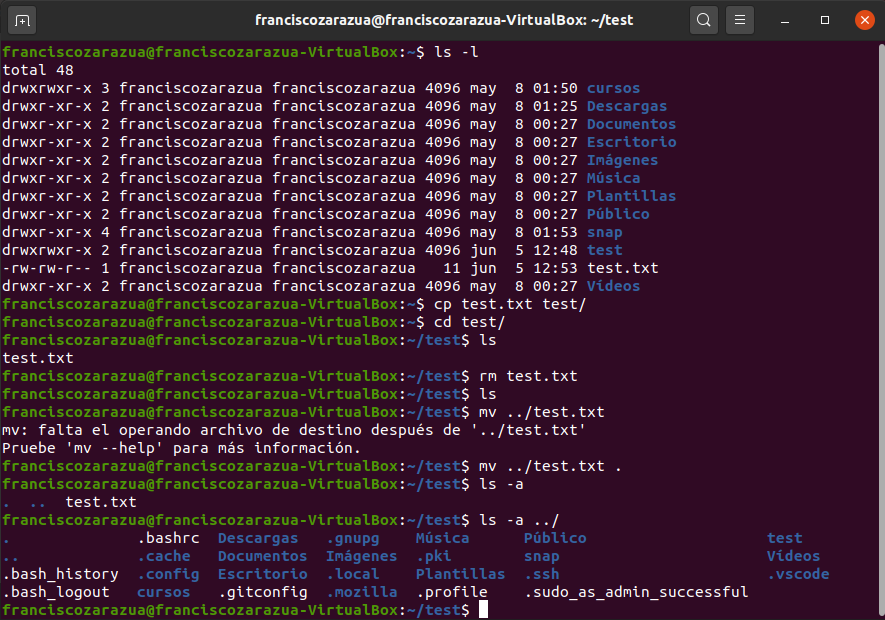 franciscozarazua@franciscozarazua-VirtualBox: ~/test
franciscozarazua@franciscozarazua-VirtualBox:~$ ls -l
total 48
drwxrwxr-x 3 franciscozarazua franciscozarazua 4096 may  8 01:50 cursos
drwxr-xr-x 2 franciscozarazua franciscozarazua 4096 may  8 01:25 Descargas
drwxr-xr-x 2 franciscozarazua franciscozarazua 4096 may  8 00:27 Documentos
drwxr-xr-x 2 franciscozarazua franciscozarazua 4096 may  8 00:27 Escritorio
drwxr-xr-x 2 franciscozarazua franciscozarazua 4096 may  8 00:27 Imágenes
drwxr-xr-x 2 franciscozarazua franciscozarazua 4096 may  8 00:27 Música
drwxr-xr-x 2 franciscozarazua franciscozarazua 4096 may  8 00:27 Plantillas
drwxr-xr-x 2 franciscozarazua franciscozarazua 4096 may  8 00:27 Público
drwxr-xr-x 4 franciscozarazua franciscozarazua 4096 may  8 01:53 snap
drwxrwxr-x 2 franciscozarazua franciscozarazua 4096 jun  5 12:48 test
-rw-rw-r-- 1 franciscozarazua franciscozarazua   11 jun  5 12:53 test.txt
drwxr-xr-x 2 franciscozarazua franciscozarazua 4096 may  8 00:27 Vídeos
franciscozarazua@franciscozarazua-VirtualBox:~$ cp test.txt test/
franciscozarazua@franciscozarazua-VirtualBox:~$ cd test/
franciscozarazua@franciscozarazua-VirtualBox:~/test$ ls
test.txt
franciscozarazua@franciscozarazua-VirtualBox:~/test$ rm test.txt
franciscozarazua@franciscozarazua-VirtualBox:~/test$ ls
franciscozarazua@franciscozarazua-VirtualBox:~/test$ mv ../test.txt
mv: falta el operando archivo de destino después de '../test.txt'
Pruebe 'mv --help' para más información.
franciscozarazua@franciscozarazua-VirtualBox:~/test$ mv ../test.txt .
franciscozarazua@franciscozarazua-VirtualBox:~/test$ ls -a
.  ..  test.txt
franciscozarazua@franciscozarazua-VirtualBox:~/test$ ls -a ../
.              .bashrc  Descargas   .gnupg    Música      Público                    test
..             .cache   Documentos  Imágenes  .pki        snap                       Vídeos
.bash_history  .config  Escritorio  .local    Plantillas  .ssh                       .vscode
.bash_logout   cursos   .gitconfig  .mozilla  .profile    .sudo_as_admin_successful
franciscozarazua@franciscozarazua-VirtualBox:~/test$